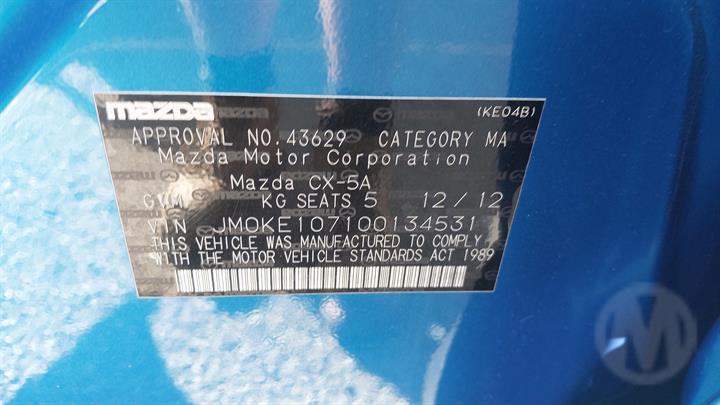 mazda (KE04B)
APPROVAL NO. 43629 CATEGORY MA
Mazda Motor Corporation
Mazda CX-5A
GVM KG SEATS 5 12/12
VIN JM0KE107100134531
THIS VEHICLE WAS MANUFACTURED TO COMPLY
WITH THE MOTOR VEHICLE STANDARDS ACT 1989
M